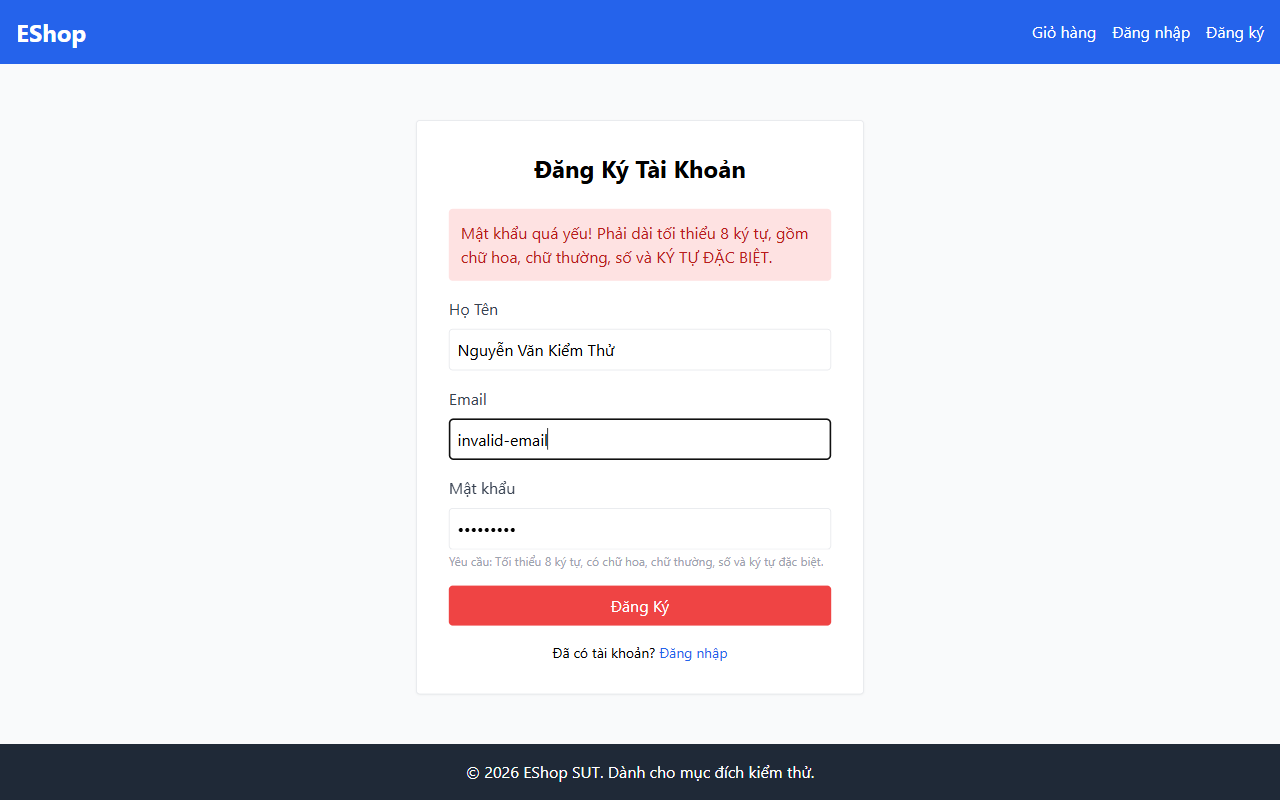 EShop
Giỏ hàng Đăng nhập Đăng ký
Đăng Ký Tài Khoản
Mật khẩu quá yếu! Phải dài tối thiểu 8 ký tự, gồm
chữ hoa, chữ thường, số và KÝ TỰ ĐẶC BIỆT.
Họ Tên
Nguyễn Văn Kiểm Thử
Email
invalid-email
Mật khẩu
•••••••••
Yêu cầu: Tối thiểu 8 ký tự, có chữ hoa, chữ thường, số và ký tự đặc biệt.
Đăng Ký
Đã có tài khoản? Đăng nhập
© 2026 EShop SUT. Dành cho mục đích kiểm thử.